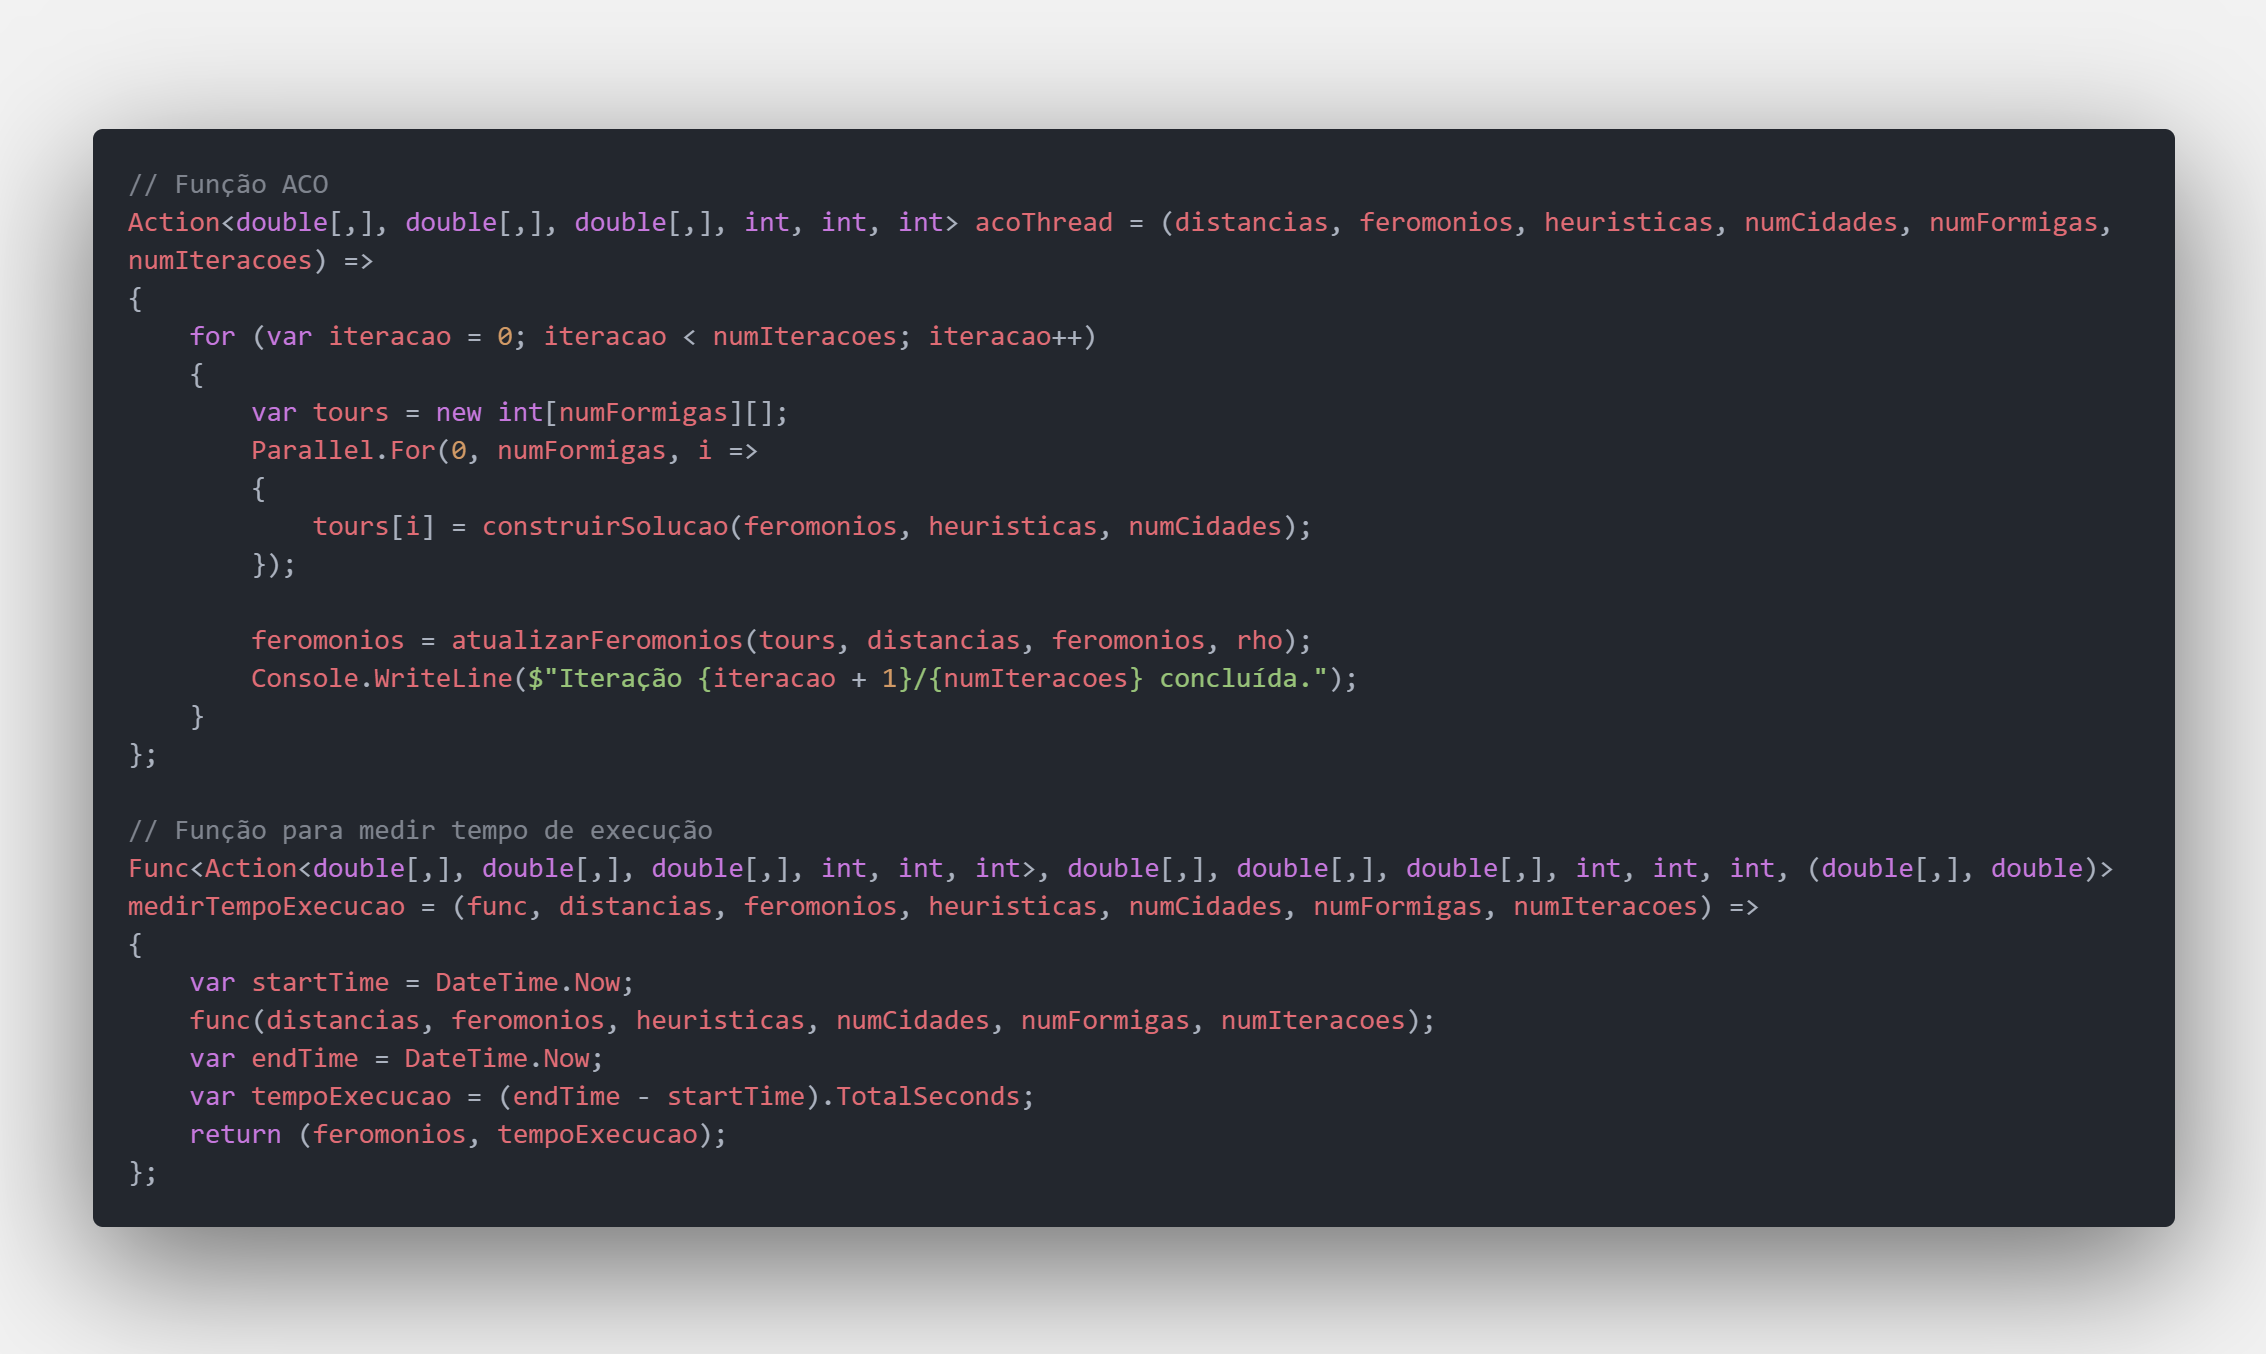 // Função ACO
Action<double[,], double[,], double[,], int, int, int> acoThread = (distancias, feromonios, heuristicas, numCidades, numFormigas,
numIteracoes) =>
{
    for (var iteracao = 0; iteracao < numIteracoes; iteracao++)
    {
        var tours = new int[numFormigas][];
        Parallel.For(0, numFormigas, i =>
        {
            tours[i] = construirSolucao(feromonios, heuristicas, numCidades);
        });

        feromonios = atualizarFeromonios(tours, distancias, feromonios, rho);
        Console.WriteLine($"Iteração {iteracao + 1}/{numIteracoes} concluída.");
    }
};

// Função para medir tempo de execução
Func<Action<double[,], double[,], double[,], int, int, int>, double[,], double[,], double[,], int, int, int, (double[,], double)>
medirTempoExecucao = (func, distancias, feromonios, heuristicas, numCidades, numFormigas, numIteracoes) =>
{
    var startTime = DateTime.Now;
    func(distancias, feromonios, heuristicas, numCidades, numFormigas, numIteracoes);
    var endTime = DateTime.Now;
    var tempoExecucao = (endTime - startTime).TotalSeconds;
    return (feromonios, tempoExecucao);
};